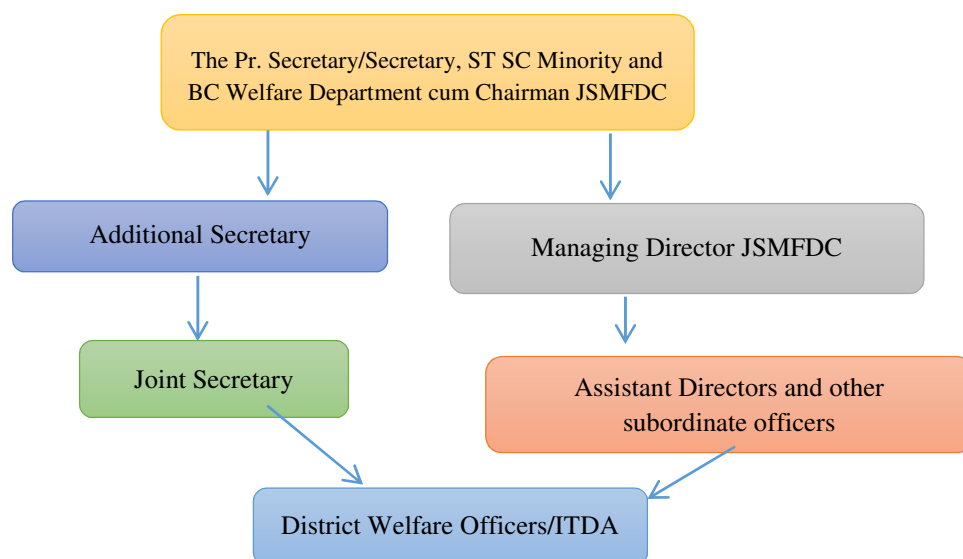 The Pr. Secretary/Secretary, ST SC Minority and
BC Welfare Department cum Chairman JSMFDC
Additional Secretary
Managing Director JSMFDC
Joint Secretary
Assistant Directors and other
subordinate officers
District Welfare Officers/ITDA